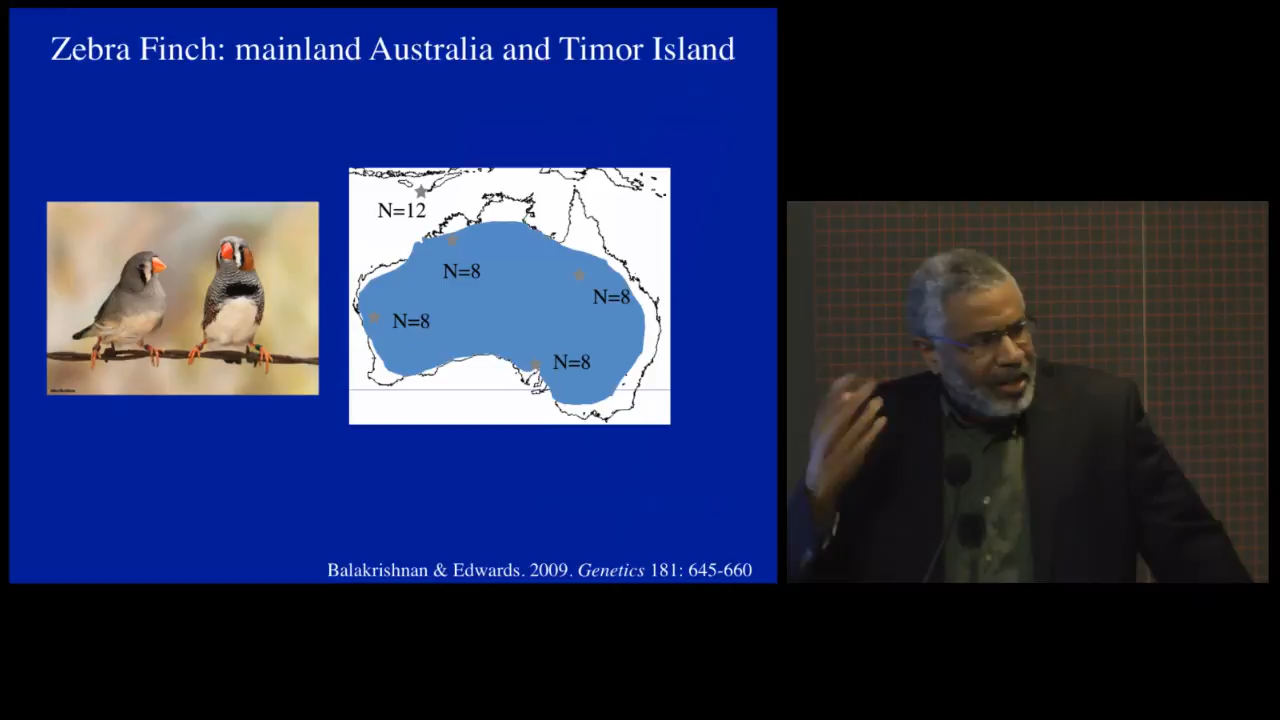 Zebra Finch: mainland Australia and Timor Island
N=12
N=8
N=8
N=8
N=8
Balakrishnan & Edwards. 2009. Genetics 181: 645-660